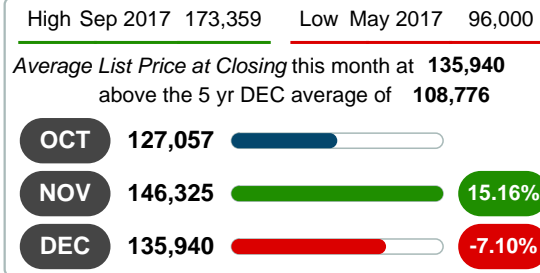 High Sep 2017 173,359 Low May 2017 96,000
Average List Price at Closing this month at 135,940
above the 5 yr DEC average of 108,776
OCT 127,057
NOV 146,325 15.16%
DEC 135,940 -7.10%